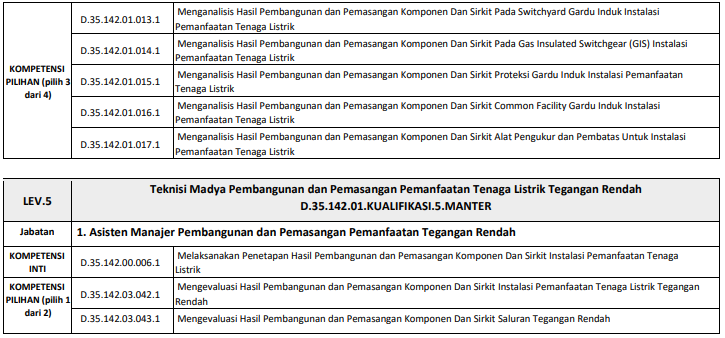 KOMPETENSI
PILIHAN (pilih 3
dari 4)
D.35.142.01.013.1
Menganalisis Hasil Pembangunan dan Pemasangan Komponen Dan Sirkit Pada Switchyard Gardu Induk Instalasi
Pemanfaatan Tenaga Listrik
D.35.142.01.014.1
Menganalisis Hasil Pembangunan dan Pemasangan Komponen Dan Sirkit Pada Gas Insulated Switchgear (GIS) Instalasi
Pemanfaatan Tenaga Listrik
D.35.142.01.015.1
Menganalisis Hasil Pembangunan dan Pemasangan Komponen Dan Sirkit Proteksi Gardu Induk Instalasi Pemanfaatan
Tenaga Listrik
D.35.142.01.016.1
Menganalisis Hasil Pembangunan dan Pemasangan Komponen Dan Sirkit Common Facility Gardu Induk Instalasi
Pemanfaatan Tenaga Listrik
D.35.142.01.017.1
Menganalisis Hasil Pembangunan dan Pemasangan Komponen Dan Sirkit Alat Pengukur dan Pembatas Untuk Instalasi
Pemanfaatan Tenaga Listrik
LEV.5
Teknisi Madya Pembangunan dan Pemasangan Pemanfaatan Tenaga Listrik Tegangan Rendah
D.35.142.01.KUALIFIKASI.5.MANTER
Jabatan
1. Asisten Manajer Pembangunan dan Pemasangan Pemanfaatan Tegangan Rendah
KOMPETENSI
INTI
D.35.142.00.006.1
Melaksanakan Penetapan Hasil Pembangunan dan Pemasangan Komponen Dan Sirkit Instalasi Pemanfaatan Tenaga
Listrik
KOMPETENSI
PILIHAN (pilih 1
dari 2)
D.35.142.03.042.1
Mengevaluasi Hasil Pembangunan dan Pemasangan Komponen Dan Sirkit Instalasi Pemanfaatan Tenaga Listrik Tegangan
Rendah
D.35.142.03.043.1
Mengevaluasi Hasil Pembangunan dan Pemasangan Komponen Dan Sirkit Saluran Tegangan Rendah